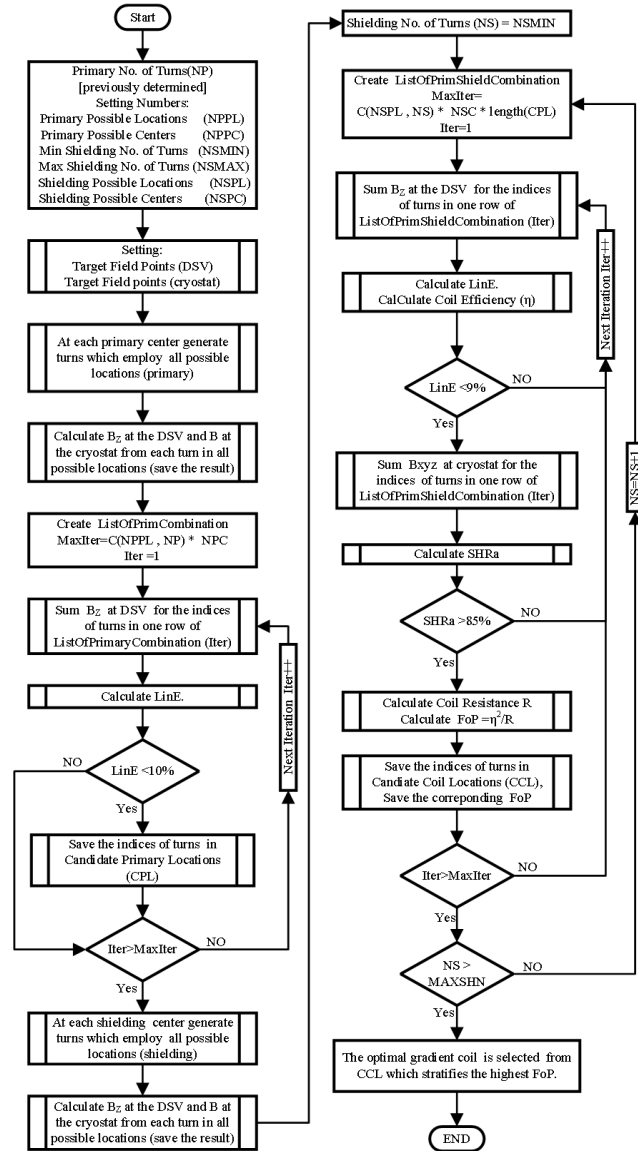 Start
Primary No. of Turns(NP)
[previously determined]
Setting Numbers:
Primary Possible Locations (NPPL)
Primary Possible Centers (NPPC)
Min Shielding No. of Turns (NSMIN)
Max Shielding No. of Turns (NSMAX)
Shielding Possible Locations (NSPL)
Shielding Possible Centers (NSPC)
Setting:
Target Field Points (DSV)
Target Field points (cryostat)
At each primary center generate
turns which employ all possible
locations (primary)
Calculate BZ at the DSV and B at
the cryostat from each turn in all
possible locations (save the result)
Create ListOfPrimCombination
MaxIter=C(NPPL , NP) * NPC
Iter =1
Sum BZ at DSV for the indices
of turns in one row of
ListOfPrimaryCombination (Iter)
Calculate LinE.
LinE <10%
NO
Yes
Save the indices of turns in
Candidate Primary Locations
(CPL)
Iter>MaxIter
NO
Yes
Next Iteration Iter++
At each shielding center generate
turns which employ all possible
locations (shielding)
Calculate BZ at the DSV and B at
the cryostat from each turn in all
possible locations (save the result)
Shielding No. of Turns (NS) = NSMIN
Create ListOfPrimShieldCombination
MaxIter=
C(NSPL , NS) * NSC * length(CPL)
Iter=1
Sum BZ at the DSV for the indices
of turns in one row of
ListOfPrimShieldCombination (Iter)
Calculate LinE.
CalCulate Coil Efficiency (η)
LinE <9%
NO
Yes
Sum Bxyz at cryostat for the
indices of turns in one row of
ListOfPrimShieldCombination (Iter)
Calculate SHRa
SHRa >85%
NO
Yes
Calculate Coil Resistance R
Calculate FoP =η²/R
Save the indices of turns in
Candiate Coil Locations (CCL),
Save the correponding FoP
Iter>MaxIter
NO
Yes
NS >
MAXSHN
NO
Yes
Next Iteration Iter++
NS=NS+1
The optimal gradient coil is selected from
CCL which stratifies the highest FoP.
END